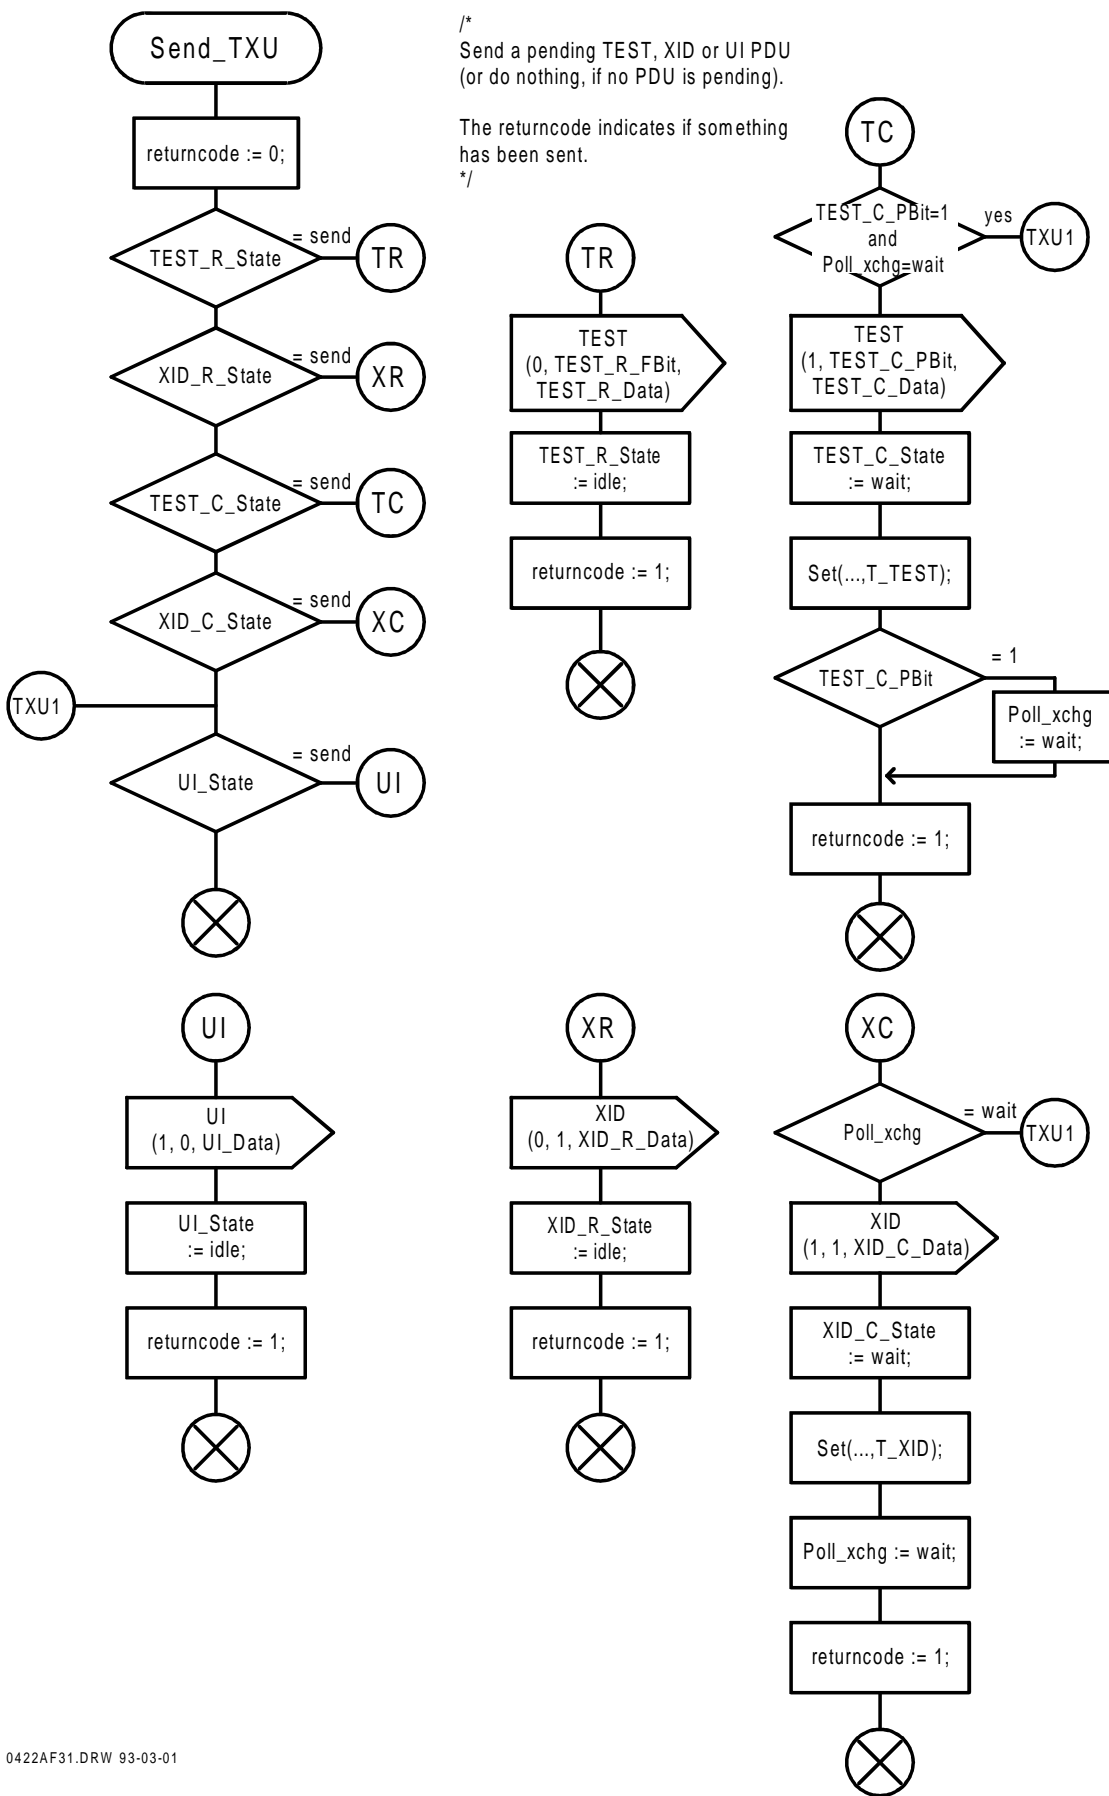 Send_TXU
/*
Send a pending TEST, XID or UI PDU
(or do nothing, if no PDU is pending).
The returncode indicates if something
has been sent.
*/
returncode := 0;
TEST_R_State
= send
TR
XID_R_State
= send
XR
TEST_C_State
= send
TC
XID_C_State
= send
XC
TXU1
UI_State
= send
UI
TR
TEST
(0, TEST_R_FBit,
TEST_R_Data)
TEST_R_State
:= idle;
returncode := 1;
TC
TEST_C_PBit=1
and
Poll_xchg=wait
yes
TXU1
TEST
(1, TEST_C_PBit,
TEST_C_Data)
TEST_C_State
:= wait;
Set(...,T_TEST);
TEST_C_PBit
= 1
Poll_xchg
:= wait;
returncode := 1;
UI
UI
(1, 0, UI_Data)
UI_State
:= idle;
returncode := 1;
XR
XID
(0, 1, XID_R_Data)
XID_R_State
:= idle;
returncode := 1;
XC
Poll_xchg
= wait
TXU1
XID
(1, 1, XID_C_Data)
XID_C_State
:= wait;
Set(...,T_XID);
Poll_xchg := wait;
returncode := 1;
0422AF31.DRW 93-03-01